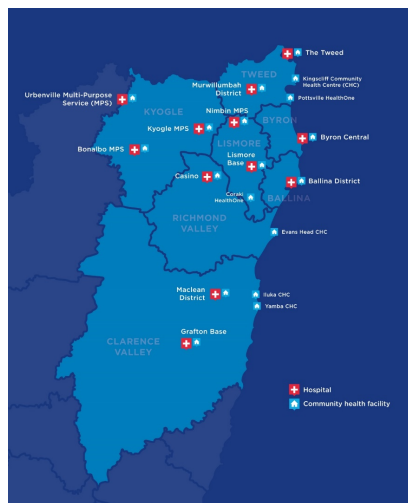 The Tweed
TWEED
Kingscliff Community
Health Centre (CHC)
Murwillumbah
District
Urbenville Multi-Purpose
Service (MPS)
Pottsville HealthOne
KYOGLE
Nimbin MPS
BYRON
Kyogle MPS
Byron Central
LISMORE
Bonalbo MPS
Lismore
Base
Casino
Ballina District
Coraki
HealthOne
BALLINA
RICHMOND
VALLEY
Evans Head CHC
Maclean
District
Iluka CHC
Yamba CHC
Grafton Base
CLARENCE
VALLEY
Hospital
Community health facility